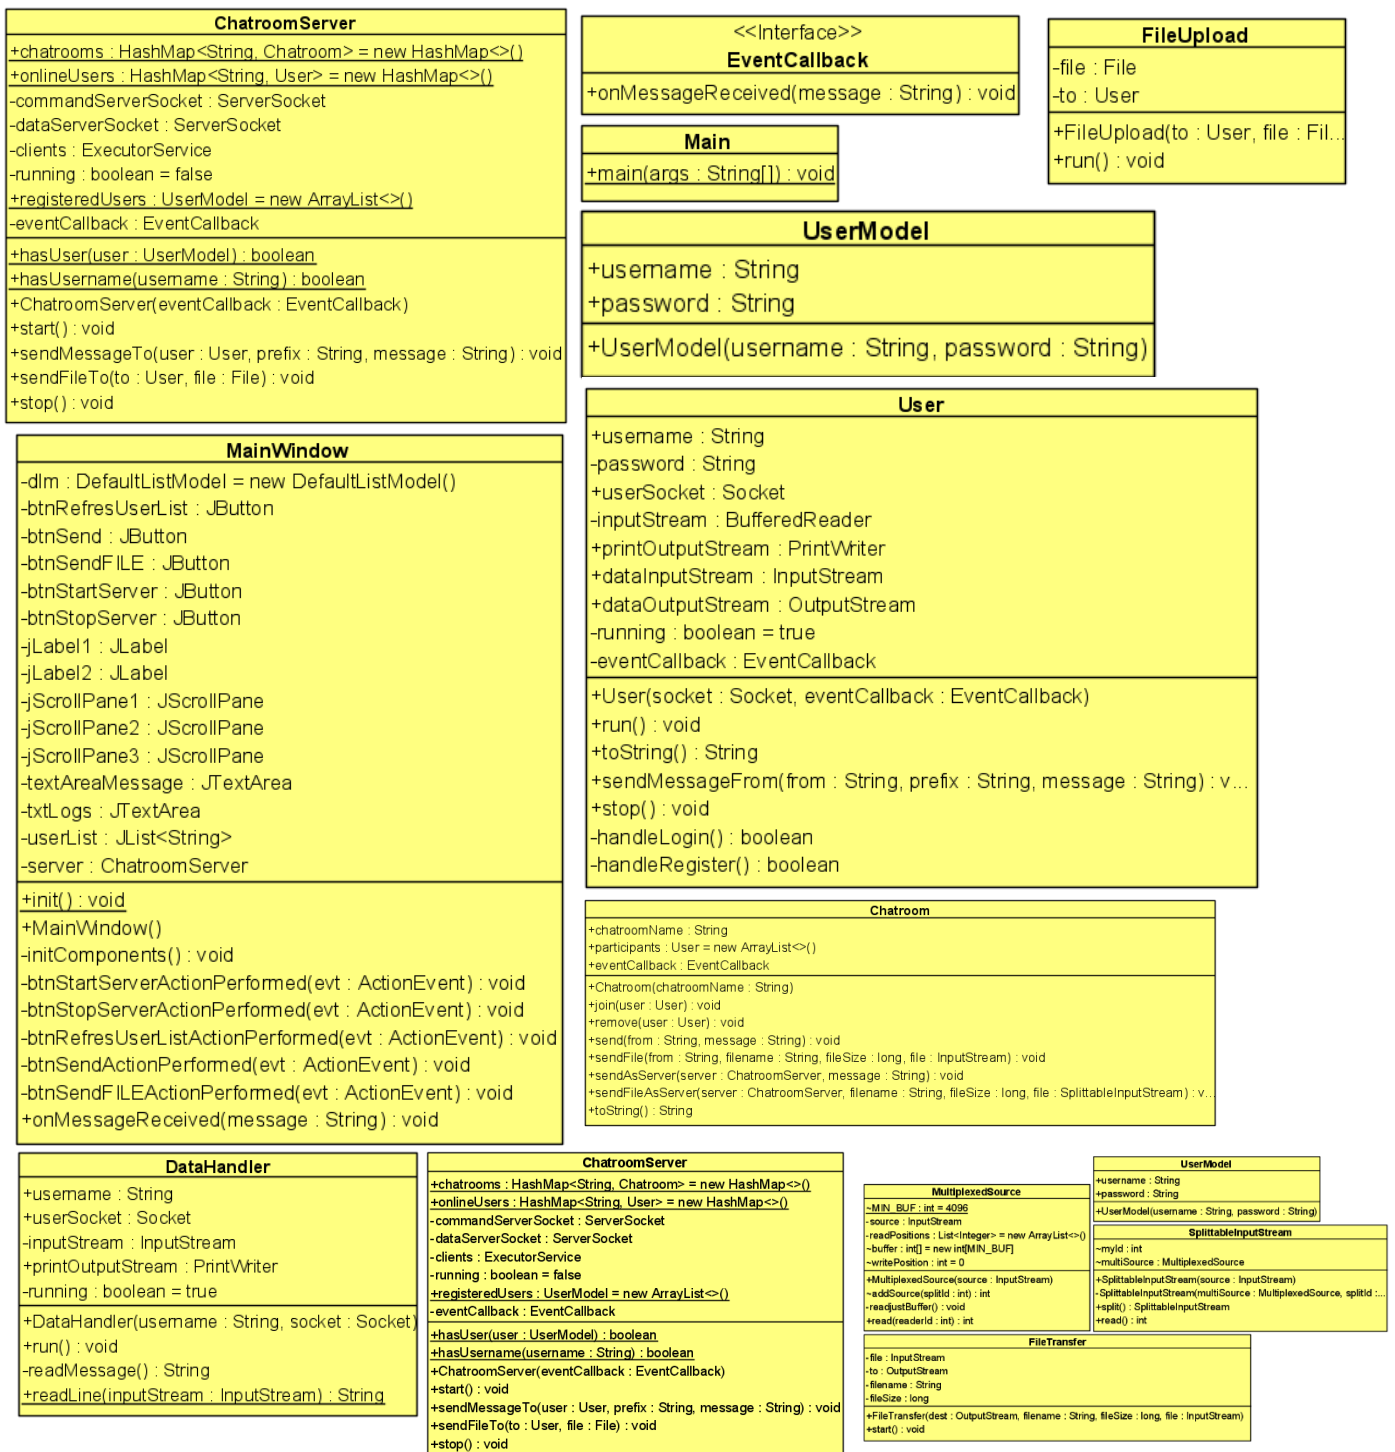 ChatroomServer
+chatrooms : HashMap<String, Chatroom> = new HashMap<>()
+onlineUsers : HashMap<String, User> = new HashMap<>()
-commandServerSocket : ServerSocket
-dataServerSocket : ServerSocket
-clients : ExecutorService
-running : boolean = false
+registeredUsers : UserModel = new ArrayList<>()
-eventCallback : EventCallback
+hasUser(user : UserModel) : boolean
+hasUsername(username : String) : boolean
+ChatroomServer(eventCallback : EventCallback)
+start() : void
+sendMessageTo(user : User, prefix : String, message : String) : void
+sendFileTo(to : User, file : File) : void
+stop() : void
<<Interface>>
EventCallback
+onMessageReceived(message : String) : void
Main
+main(args : String[]) : void
FileUpload
-file : File
-to : User
+FileUpload(to : User, file : Fil...
+run() : void
UserModel
+username : String
+password : String
+UserModel(username : String, password : String)
MainWindow
-dlm : DefaultListModel = new DefaultListModel()
-btnRefresUserList : JButton
-btnSend : JButton
-btnSendFILE : JButton
-btnStartServer : JButton
-btnStopServer : JButton
-jLabel1 : JLabel
-jLabel2 : JLabel
-jScrollPane1 : JScrollPane
-jScrollPane2 : JScrollPane
-jScrollPane3 : JScrollPane
-textAreaMessage : JTextArea
-txtLogs : JTextArea
-userList : JList<String>
-server : ChatroomServer
+init() : void
+MainWindow()
-initComponents() : void
-btnStartServerActionPerformed(evt : ActionEvent) : void
-btnStopServerActionPerformed(evt : ActionEvent) : void
-btnRefresUserListActionPerformed(evt : ActionEvent) : void
-btnSendActionPerformed(evt : ActionEvent) : void
-btnSendFILEActionPerformed(evt : ActionEvent) : void
+onMessageReceived(message : String) : void
User
+username : String
-password : String
+userSocket : Socket
-inputStream : BufferedReader
+printOutputStream : PrintWriter
+dataInputStream : InputStream
+dataOutputStream : OutputStream
-running : boolean = true
-eventCallback : EventCallback
+User(socket : Socket, eventCallback : EventCallback)
+run() : void
+toString() : String
+sendMessageFrom(from : String, prefix : String, message : String) : v...
+stop() : void
-handleLogin() : boolean
-handleRegister() : boolean
Chatroom
+chatroomName : String
+participants : User = new ArrayList<>()
+eventCallback : EventCallback
+Chatroom(chatroomName : String)
+join(user : User) : void
+remove(user : User) : void
+send(from : String, message : String) : void
+sendFile(from : String, filename : String, fileSize : long, file : InputStream) : void
+sendAsServer(server : ChatroomServer, message : String) : void
+sendFileAsServer(server : ChatroomServer, filename : String, fileSize : long, file : SplittableInputStream) : v...
+toString() : String
DataHandler
+username : String
+userSocket : Socket
-inputStream : InputStream
+printOutputStream : PrintWriter
-running : boolean = true
+DataHandler(username : String, socket : Socket)
+run() : void
-readMessage() : String
+readLine(inputStream : InputStream) : String
ChatroomServer
+chatrooms : HashMap<String, Chatroom> = new HashMap<>()
+onlineUsers : HashMap<String, User> = new HashMap<>()
-commandServerSocket : ServerSocket
-dataServerSocket : ServerSocket
-clients : ExecutorService
-running : boolean = false
+registeredUsers : UserModel = new ArrayList<>()
-eventCallback : EventCallback
+hasUser(user : UserModel) : boolean
+hasUsername(username : String) : boolean
+ChatroomServer(eventCallback : EventCallback)
+start() : void
+sendMessageTo(user : User, prefix : String, message : String) : void
+sendFileTo(to : User, file : File) : void
+stop() : void
MultiplexedSource
~MIN_BUF : int = 4096
-source : InputStream
-readPositions : List<Integer> = new ArrayList<>()
~buffer : int[] = new int[MIN_BUF]
~writePosition : int = 0
+MultiplexedSource(source : InputStream)
~addSource(splitId : int) : int
-readjustBuffer() : void
+read(readerId : int) : int
UserModel
+username : String
+password : String
+UserModel(username : String, password : String)
SplittableInputStream
~myId : int
~multiSource : MultiplexedSource
+SplittableInputStream(source : InputStream)
-SplittableInputStream(multiSource : MultiplexedSource, splitId :...
+split() : SplittableInputStream
+read() : int
FileTransfer
-file : InputStream
-to : OutputStream
-filename : String
-fileSize : long
+FileTransfer(dest : OutputStream, filename : String, fileSize : long, file : InputStream)
+start() : void